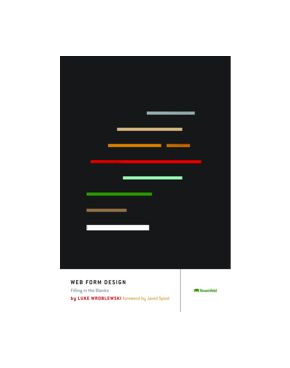 WEB FORM DESIGN
Filling in the Blanks
by LUKE WROBLEWSKI foreword by Jared Spool
Rosenfeld